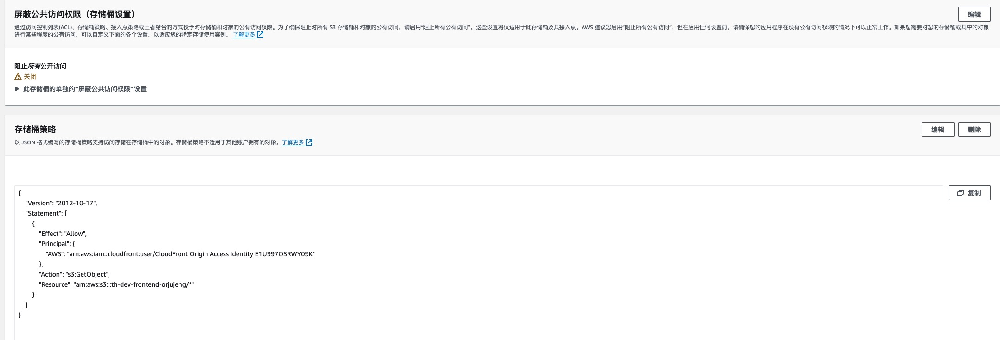 屏蔽公共访问权限（存储桶设置）
编辑
通过访问控制列表(ACL)、存储桶策略、接入点策略或三者结合的方式授予对存储桶和对象的公有访问权限。为了确保阻止对所有 S3 存储桶和对象的公有访问，请启用“阻止所有公有访问”。这些设置将仅适用于此存储桶及其接入点。AWS 建议您启用“阻止所有公有访问”，但在应用任何设置前，请确保您的应用程序在没有公有访问权限的情况下可以正常工作。如果您需要对您的存储桶或其中的对象
进行某些程度的公有访问，可以自定义下面的各个设置，以适应您的特定存储使用案例。 了解更多
阻止所有公开访问
关闭
此存储桶的单独的“屏蔽公共访问权限”设置
存储桶策略
编辑
删除
以 JSON 格式编写的存储桶策略支持访问存储在存储桶中的对象。存储桶策略不适用于其他账户拥有的对象。 了解更多
复制
{
"Version": "2012-10-17",
"Statement": [
{
"Effect": "Allow",
"Principal": {
"AWS": "arn:aws:iam::cloudfront:user/CloudFront Origin Access Identity E1U997OSRWY09K"
},
"Action": "s3:GetObject",
"Resource": "arn:aws:s3:::th-dev-frontend-orjujeng/*"
}
]
}